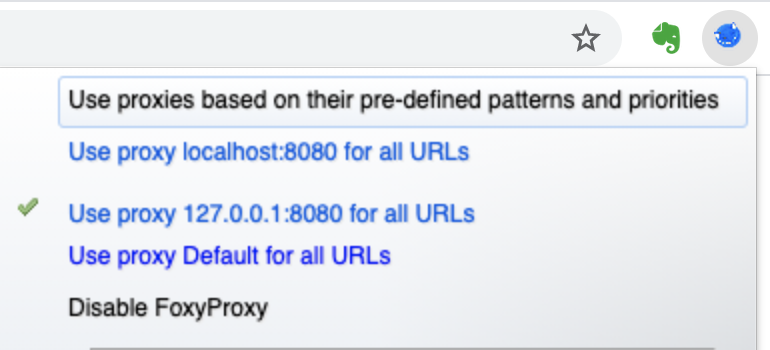 Use proxies based on their pre-defined patterns and priorities
Use proxy localhost:8080 for all URLs
Use proxy 127.0.0.1:8080 for all URLs
Use proxy Default for all URLs
Disable FoxyProxy